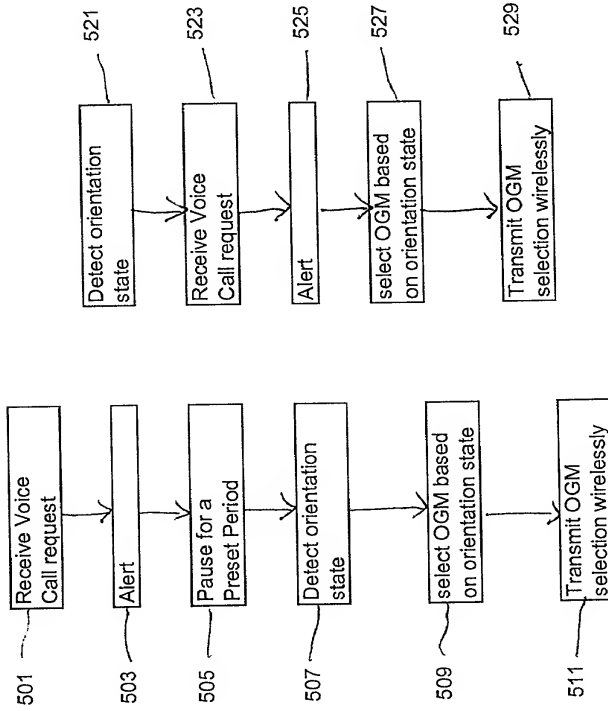 501
Receive Voice
Call request
503
Alert
505
Pause for a
Preset Period
507
Detect orientation
state
509
select OGM based
on orientation state
511
Transmit OGM
selection wirelessly
521
Detect orientation
state
523
Receive Voice
Call request
525
Alert
527
select OGM based
on orientation state
529
Transmit OGM
selection wirelessly